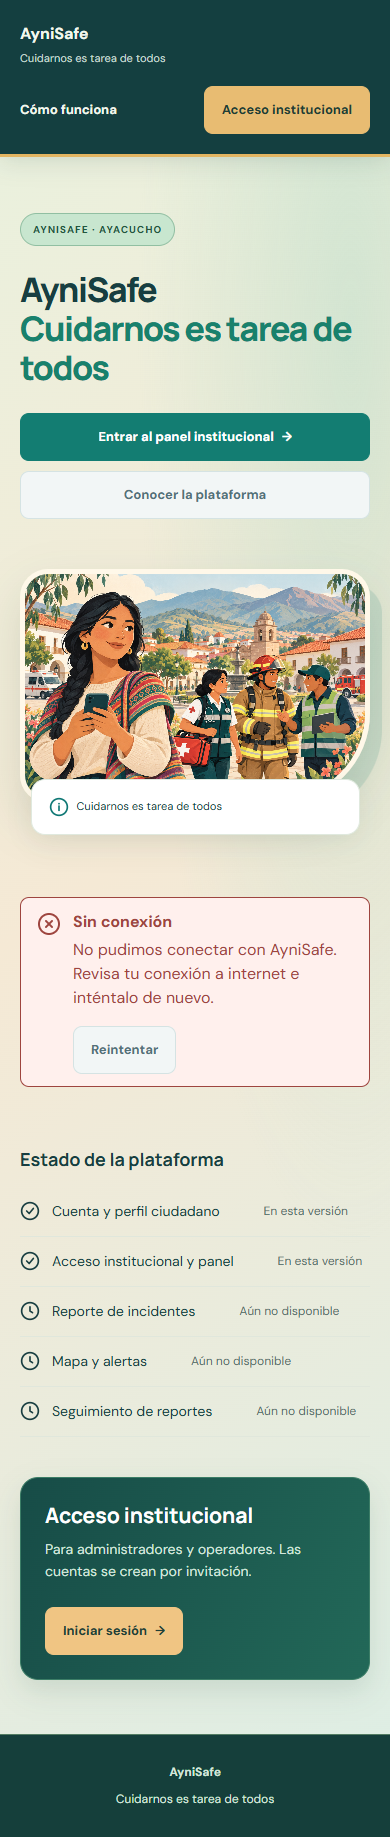 AyniSafe
Cuidarnos es tarea de todos
Cómo funciona
Acceso institucional
AYNISAFE · AYACUCHO
AyniSafe
Cuidarnos es tarea de
todos
Entrar al panel institucional →
Conocer la plataforma
Cuidarnos es tarea de todos
Sin conexión
No pudimos conectar con AyniSafe.
Revisa tu conexión a internet e
inténtalo de nuevo.
Reintentar
Estado de la plataforma
Cuenta y perfil ciudadano En esta versión
Acceso institucional y panel En esta versión
Reporte de incidentes Aún no disponible
Mapa y alertas Aún no disponible
Seguimiento de reportes Aún no disponible
Acceso institucional
Para administradores y operadores. Las
cuentas se crean por invitación.
Iniciar sesión →
AyniSafe
Cuidarnos es tarea de todos